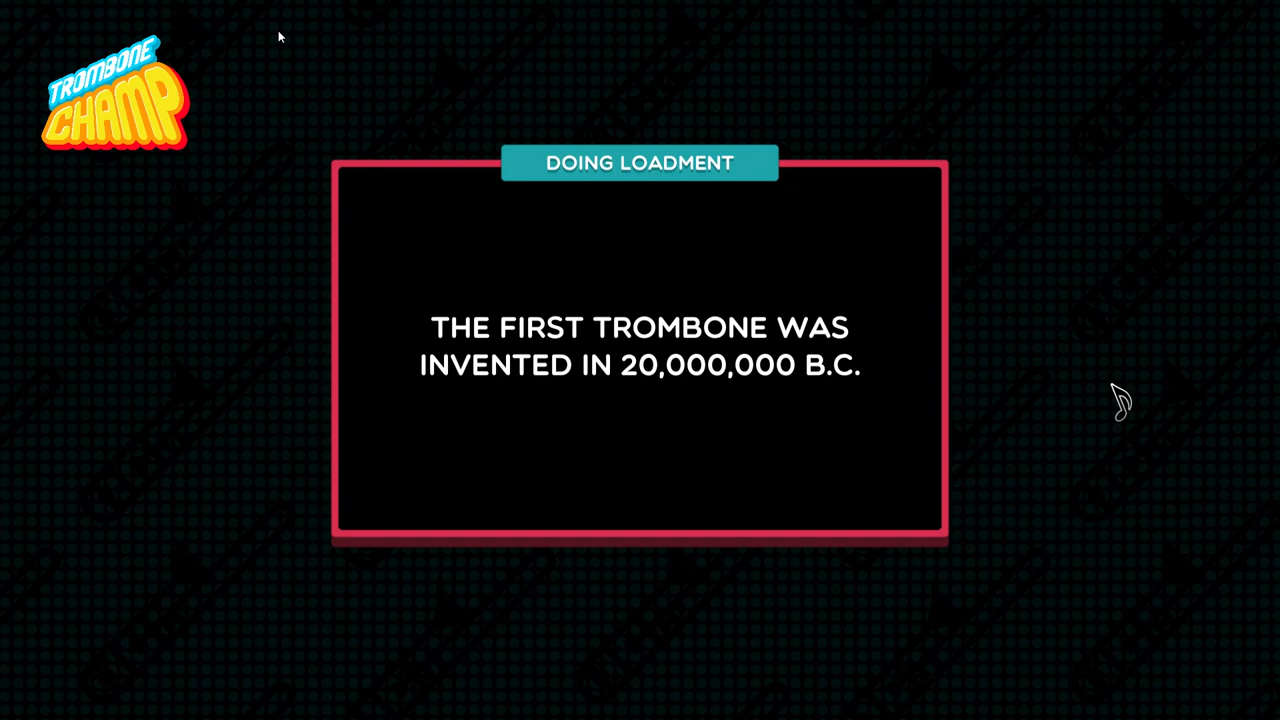 TROMBONE
CHAMP
DOING LOADMENT
THE FIRST TROMBONE WAS
INVENTED IN 20,000,000 B.C.